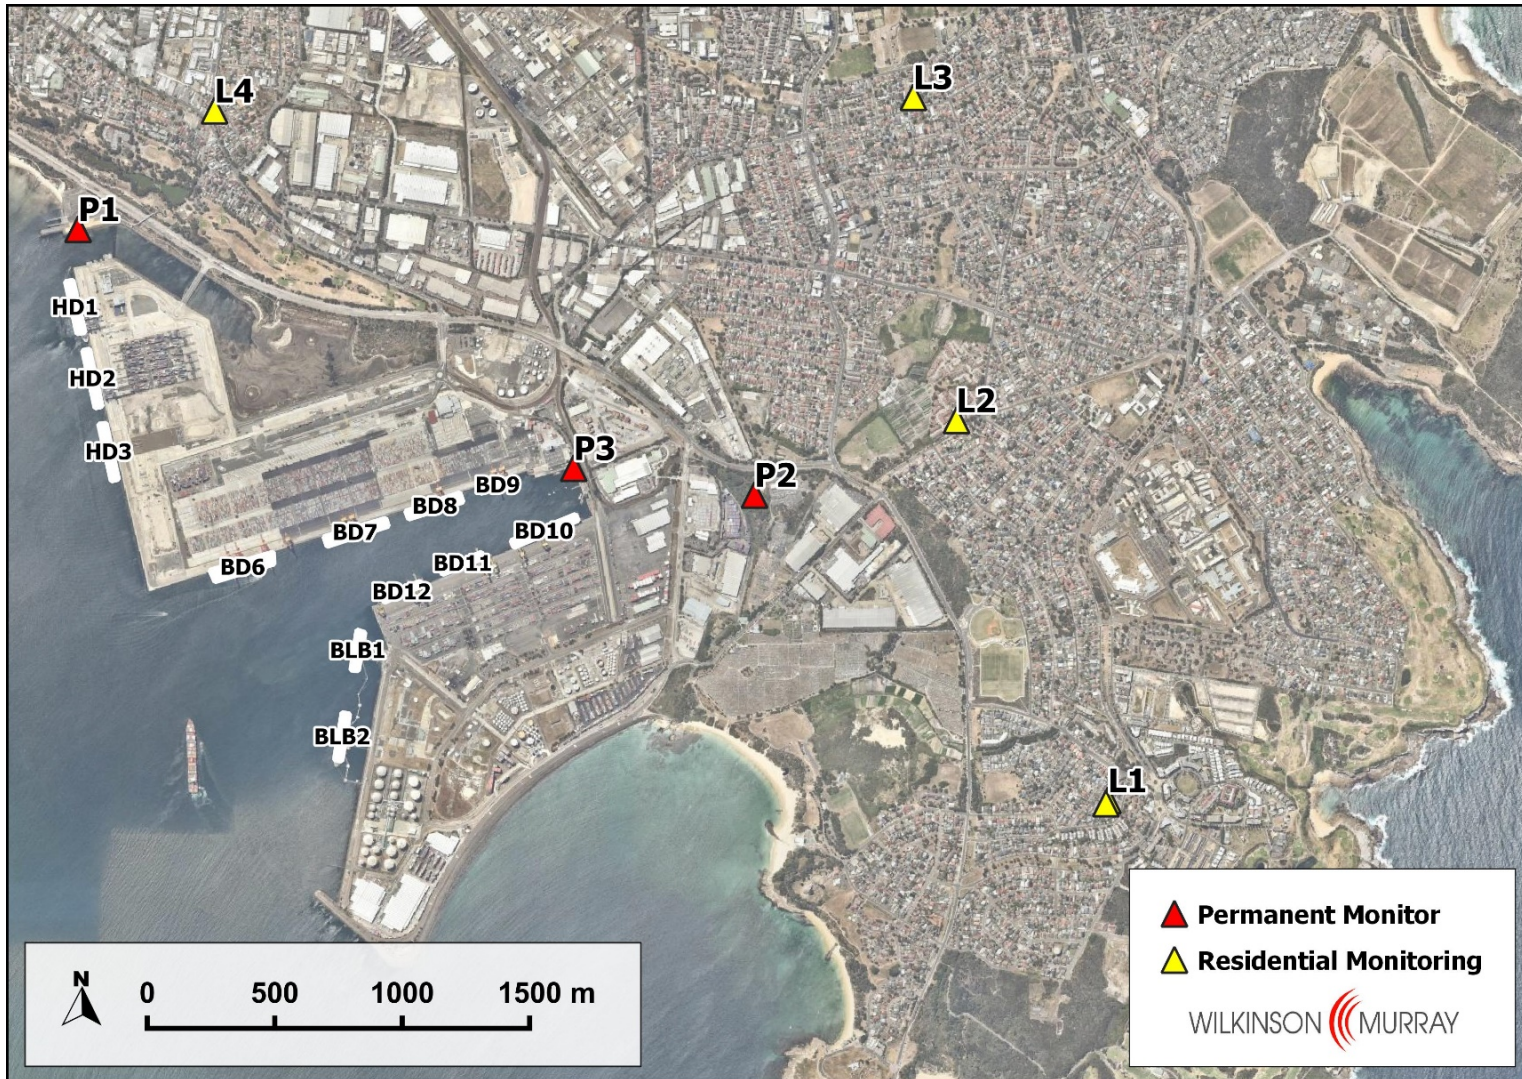 L4
L3
P1
HD1
HD2
HD3
L2
P3
P2
BD9
BD8
BD7
BD6
BD10
BD11
BD12
BLB1
BLB2
L1
N
0 500 1000 1500 m
Permanent Monitor
Residential Monitoring
WILKINSON MURRAY